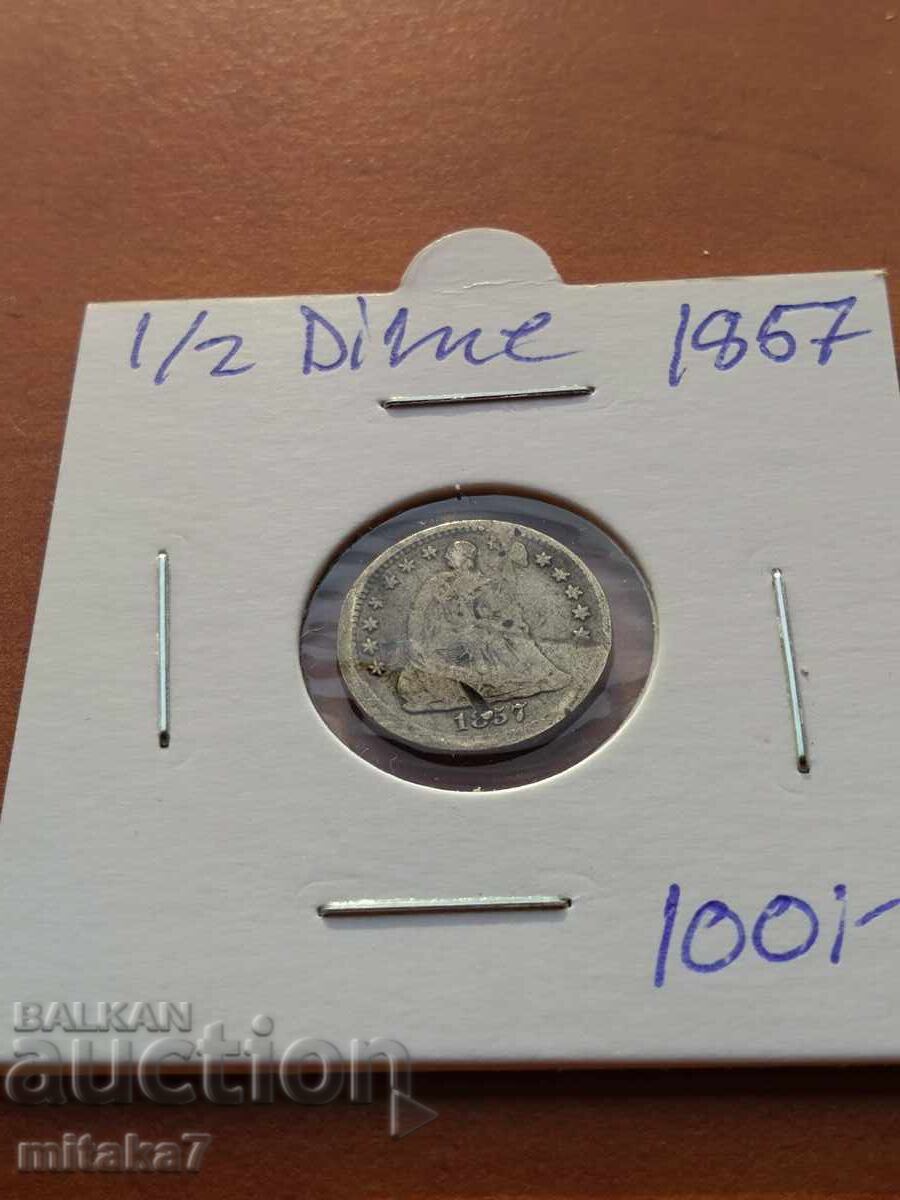 1/2 Dime 1857
1857
100,-
BALKAN
auction
mitaka7